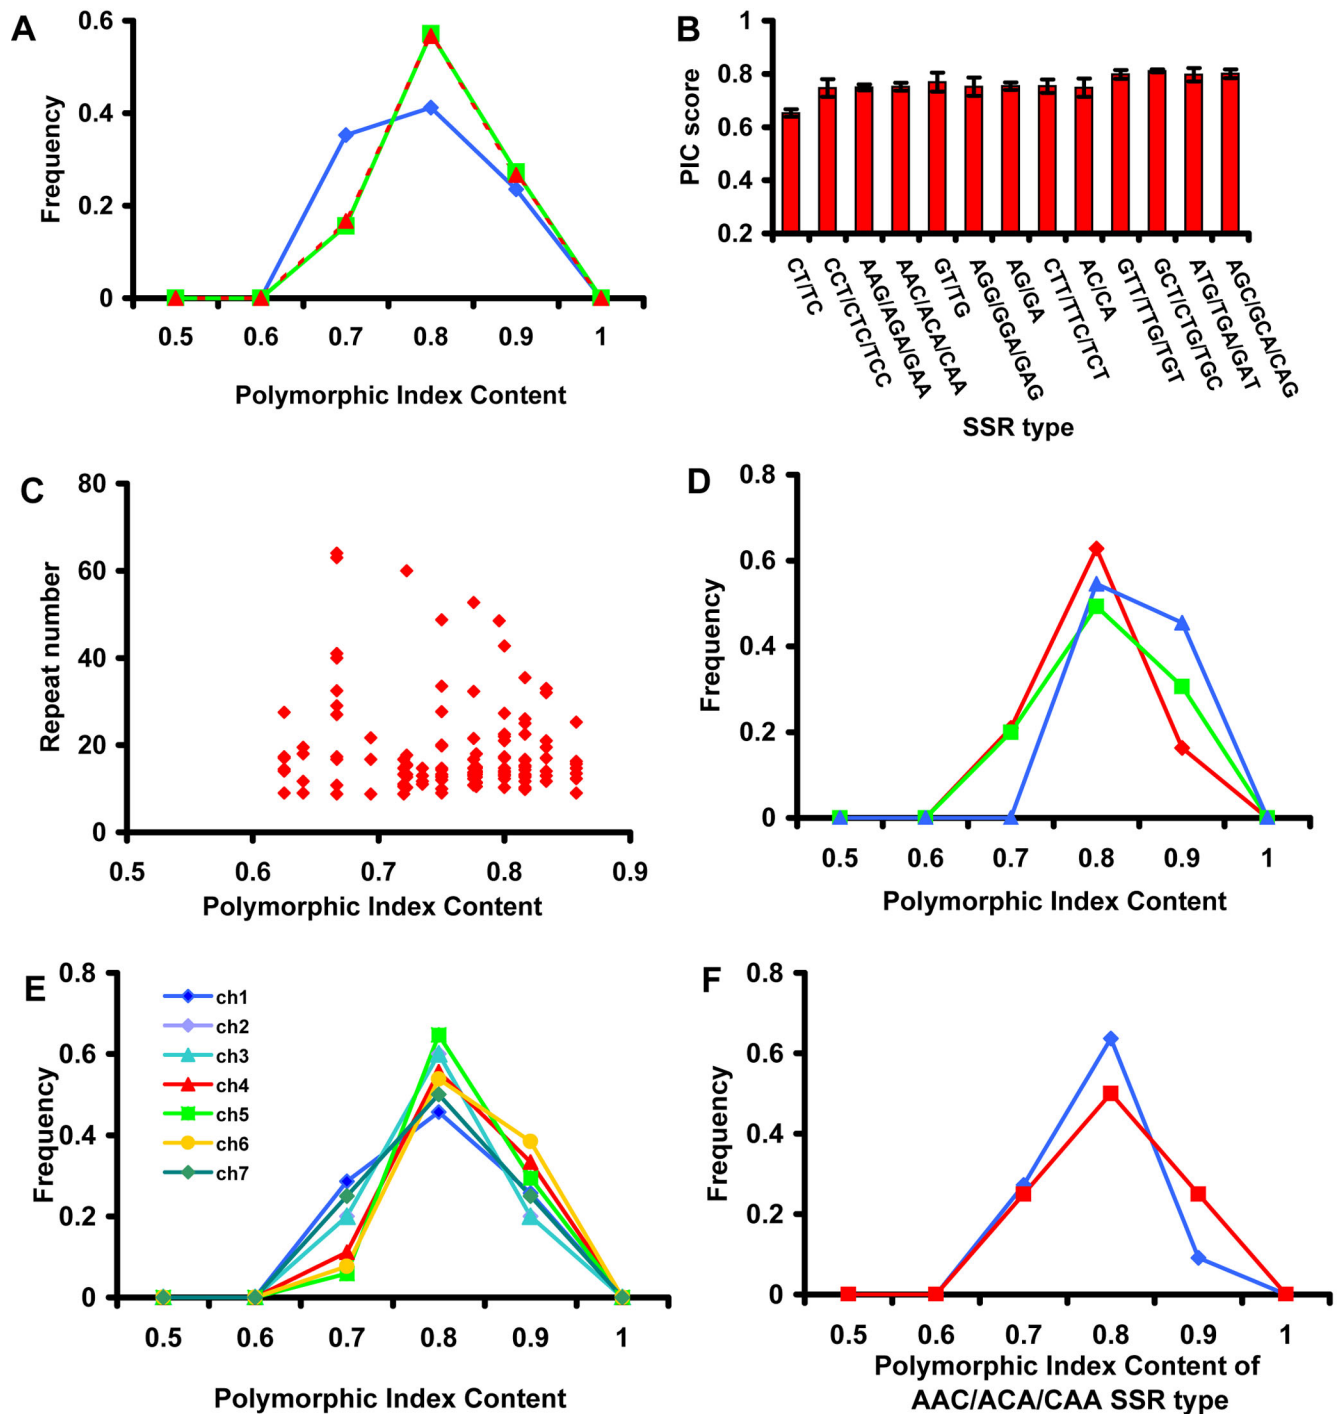 A
0.6
0.4
0.2
0
Frequency
0.5 0.6 0.7 0.8 0.9 1
Polymorphic Index Content
B
1
0.8
0.6
0.4
0.2
PIC score
CT/TC
CCT/CTC/TCC
AAG/AGA/GAA
AAC/ACA/CAA
GT/TG
AGG/GGA/GAG
AG/GA
CTT/TTC/TCT
AC/CA
GTT/TTG/TGT
GCT/CTG/TGC
ATG/TGA/GAT
AGC/GCA/CAG
SSR type
C
80
60
40
20
0
Repeat number
0.5 0.6 0.7 0.8 0.9
Polymorphic Index Content
D
0.8
0.6
0.4
0.2
0
Frequency
0.5 0.6 0.7 0.8 0.9 1
Polymorphic Index Content
E
0.8
0.6
0.4
0.2
0
Frequency
ch1
ch2
ch3
ch4
ch5
ch6
ch7
0.5 0.6 0.7 0.8 0.9 1
Polymorphic Index Content
F
0.8
0.6
0.4
0.2
0
Frequency
0.5 0.6 0.7 0.8 0.9 1
Polymorphic Index Content of
AAC/ACA/CAA SSR type